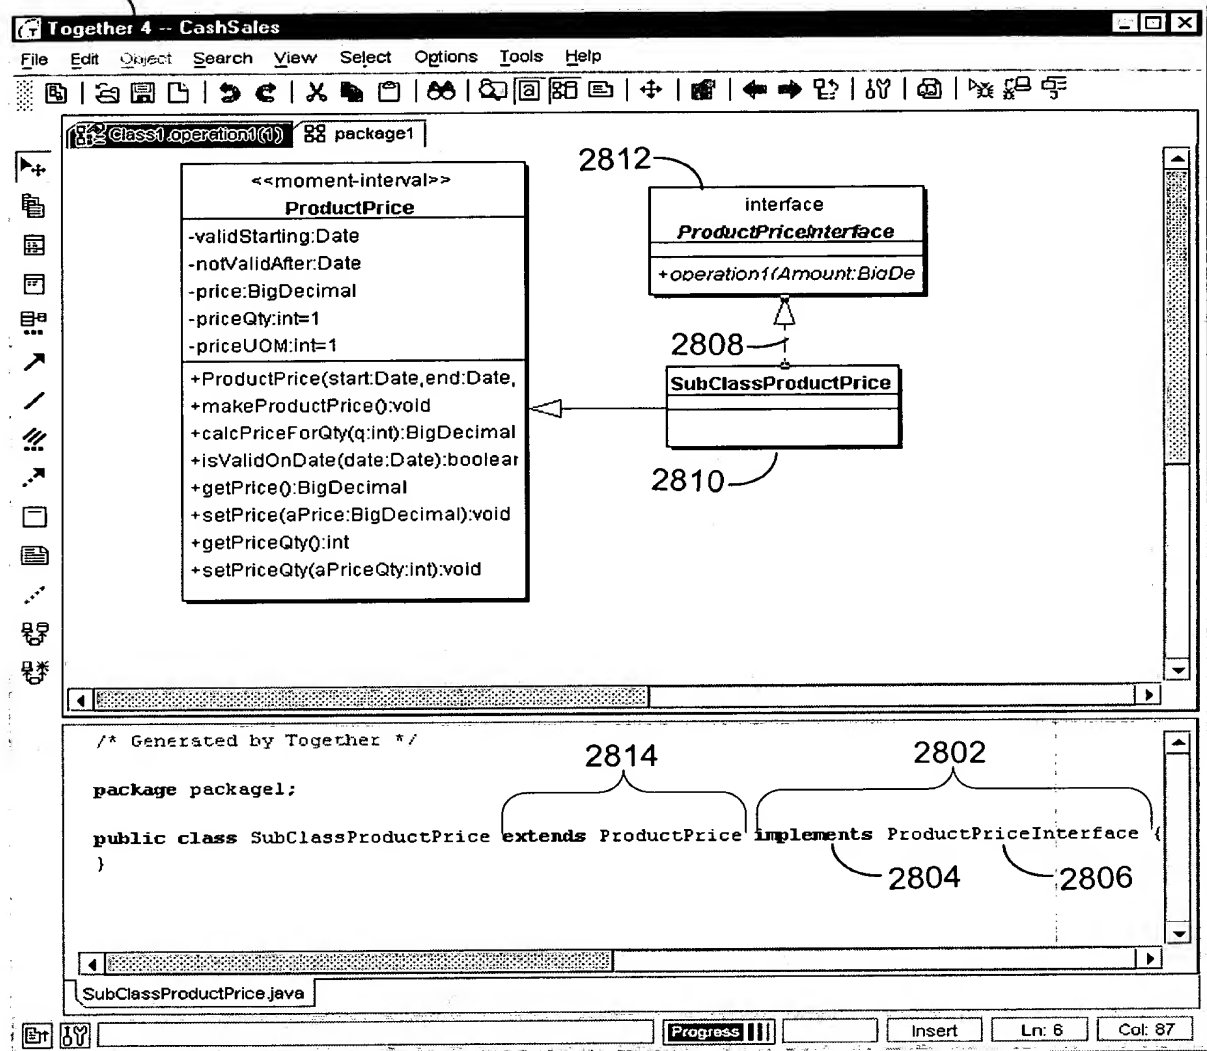 Together 4 -- CashSales
File Edit Object Search View Select Options Tools Help
Class1.operation1(1) package1
2812
<<moment-interval>>
ProductPrice
-validStarting:Date
-notValidAfter:Date
-price:BigDecimal
-priceQty:int=1
-priceUOM:int=1
+ProductPrice(start:Date,end:Date,
+makeProductPrice():void
+calcPriceForQty(q:int):BigDecimal
+isValidOnDate(date:Date):boolear
+getPrice():BigDecimal
+setPrice(aPrice:BigDecimal):void
+getPriceQty():int
+setPriceQty(aPriceQty:int):void
interface
ProductPriceInterface
+operation1(Amount:BigDe
2808
SubClassProductPrice
2810
/* Generated by Together */
2814 2802
package package1;
public class SubClassProductPrice extends ProductPrice implements ProductPriceInterface {
}
2804 2806
SubClassProductPrice.java
Progress Insert Ln: 6 Col: 87